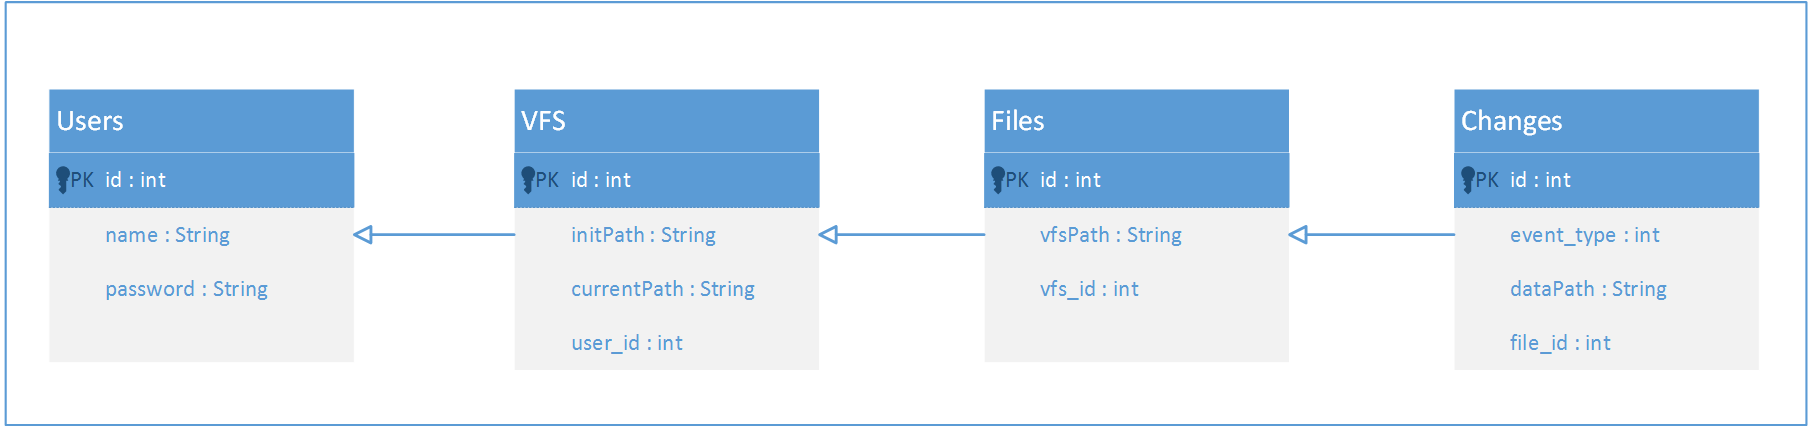 Users
PK id : int
name : String
password : String
VFS
PK id : int
initPath : String
currentPath : String
user_id : int
Files
PK id : int
vfsPath : String
vfs_id : int
Changes
PK id : int
event_type : int
dataPath : String
file_id : int